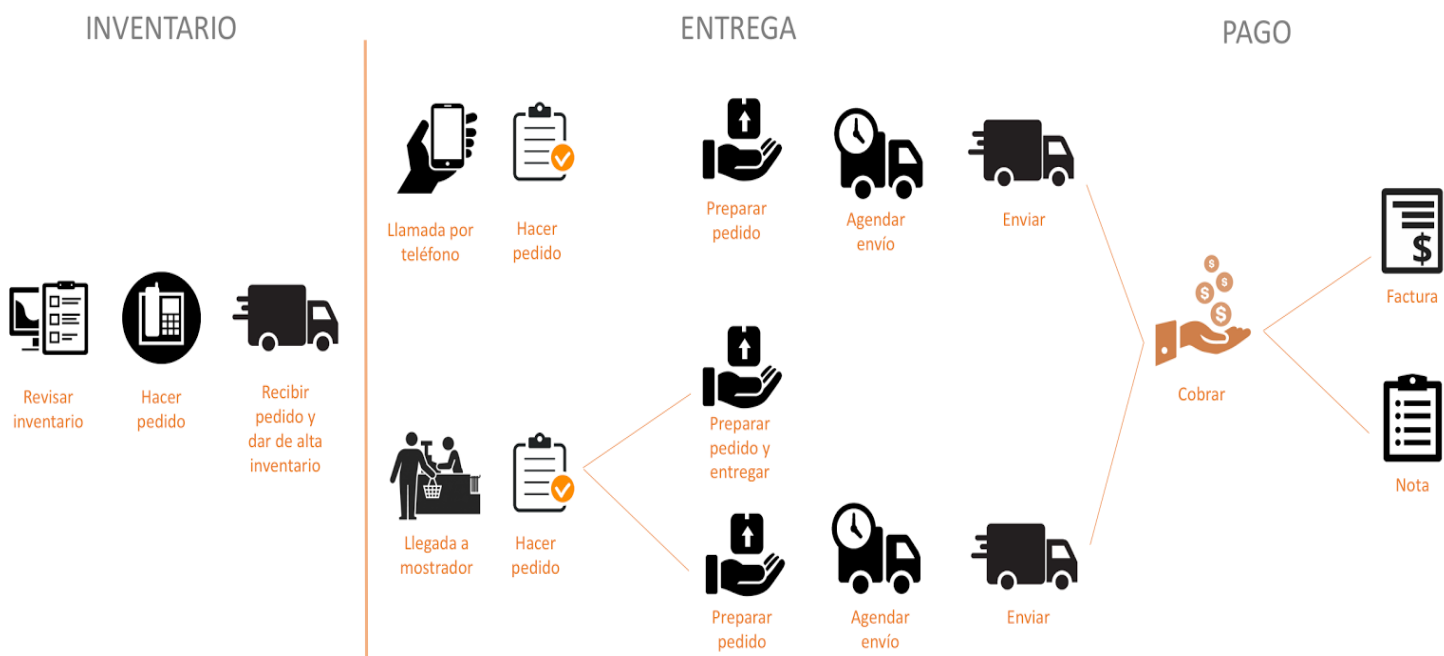 INVENTARIO
ENTREGA
PAGO
Llamada por
teléfono
Hacer
pedido
Preparar
pedido
Agendar
envío
Enviar
Factura
Revisar
inventario
Hacer
pedido
Recibir
pedido y
dar de alta
inventario
Preparar
pedido y
entregar
Cobrar
Nota
Llegada a
mostrador
Hacer
pedido
Preparar
pedido
Agendar
envío
Enviar